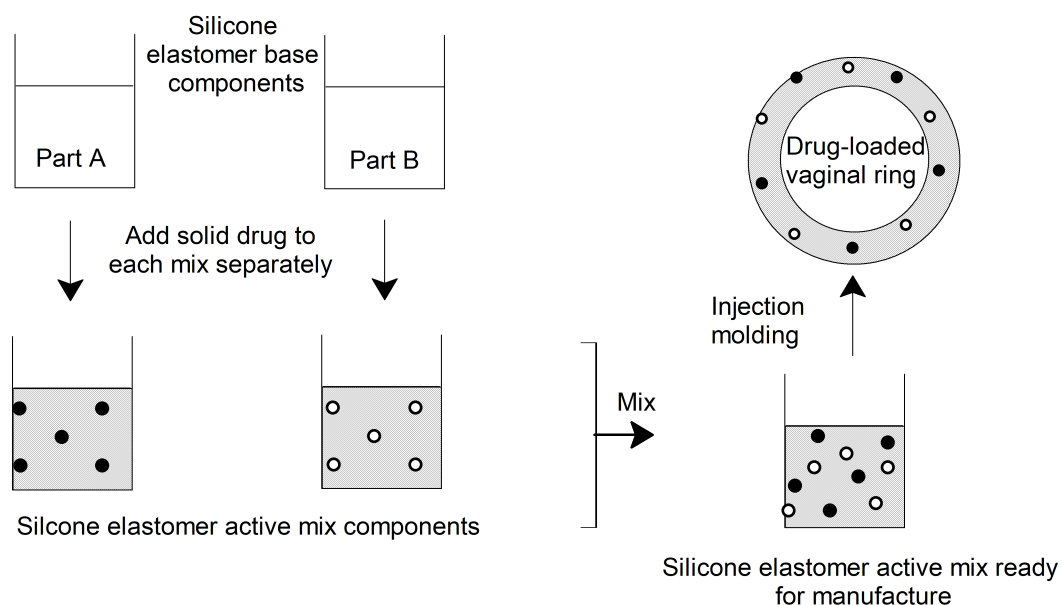 Silicone
elastomer base
components
Part A
Part B
Add solid drug to
each mix separately
Silcone elastomer active mix components
Mix
Drug-loaded
vaginal ring
Injection
molding
Silicone elastomer active mix ready
for manufacture